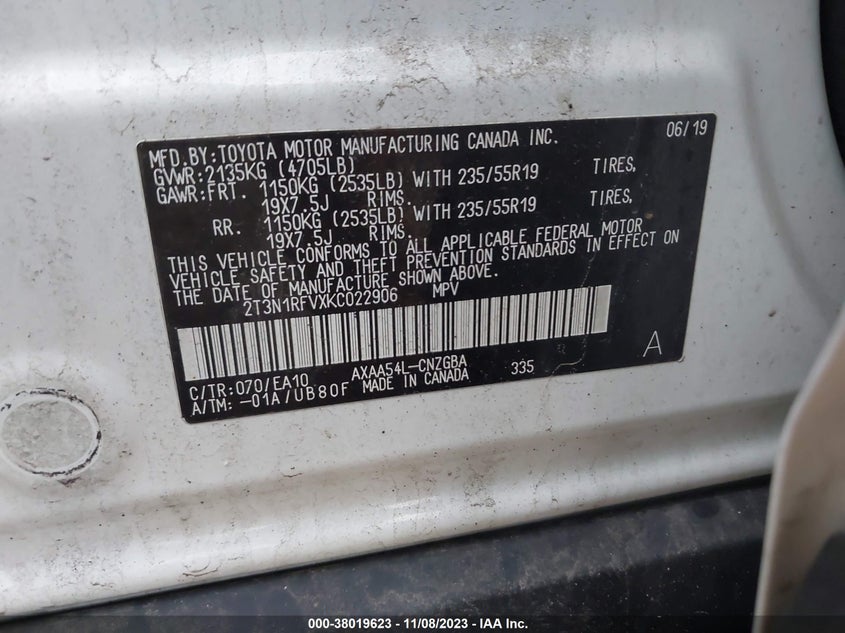 06/19
MFD.BY:TOYOTA MOTOR MANUFACTURING CANADA INC.
GVWR:2135KG (4705LB)
GAWR:FRT. 1150KG (2535LB) WITH 235/55R19 TIRES,
19X7.5J RIMS.
RR. 1150KG (2535LB) WITH 235/55R19 TIRES,
19X7.5J RIMS.
THIS VEHICLE CONFORMS TO ALL APPLICABLE FEDERAL MOTOR
VEHICLE SAFETY AND THEFT PREVENTION STANDARDS IN EFFECT ON
THE DATE OF MANUFACTURE SHOWN ABOVE.
2T3N1RFVXKC022906 MPV
C/TR:070/EA10 AXAA54L-CNZGBA 335 A
A/TM:-01A/UB80F MADE IN CANADA
000-38019623 - 11/08/2023 - IAA Inc.